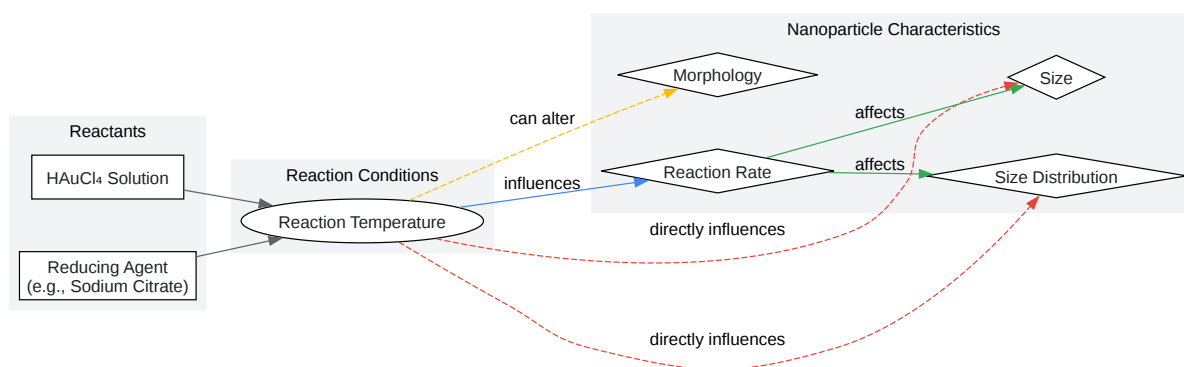 Nanoparticle Characteristics
Morphology
Size
can alter
affects
Reactants
HAuCl₄ Solution
Reaction Conditions
influences
Reaction Rate
affects
Size Distribution
Reaction Temperature
directly influences
Reducing Agent
(e.g., Sodium Citrate)
directly influences